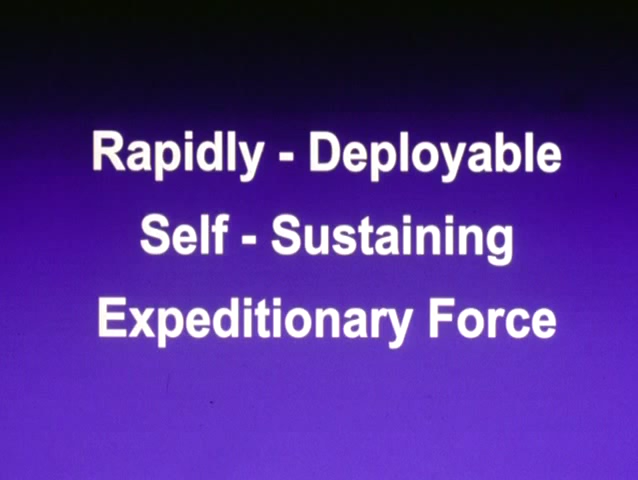 Rapidly - Deployable
Self - Sustaining
Expeditionary Force